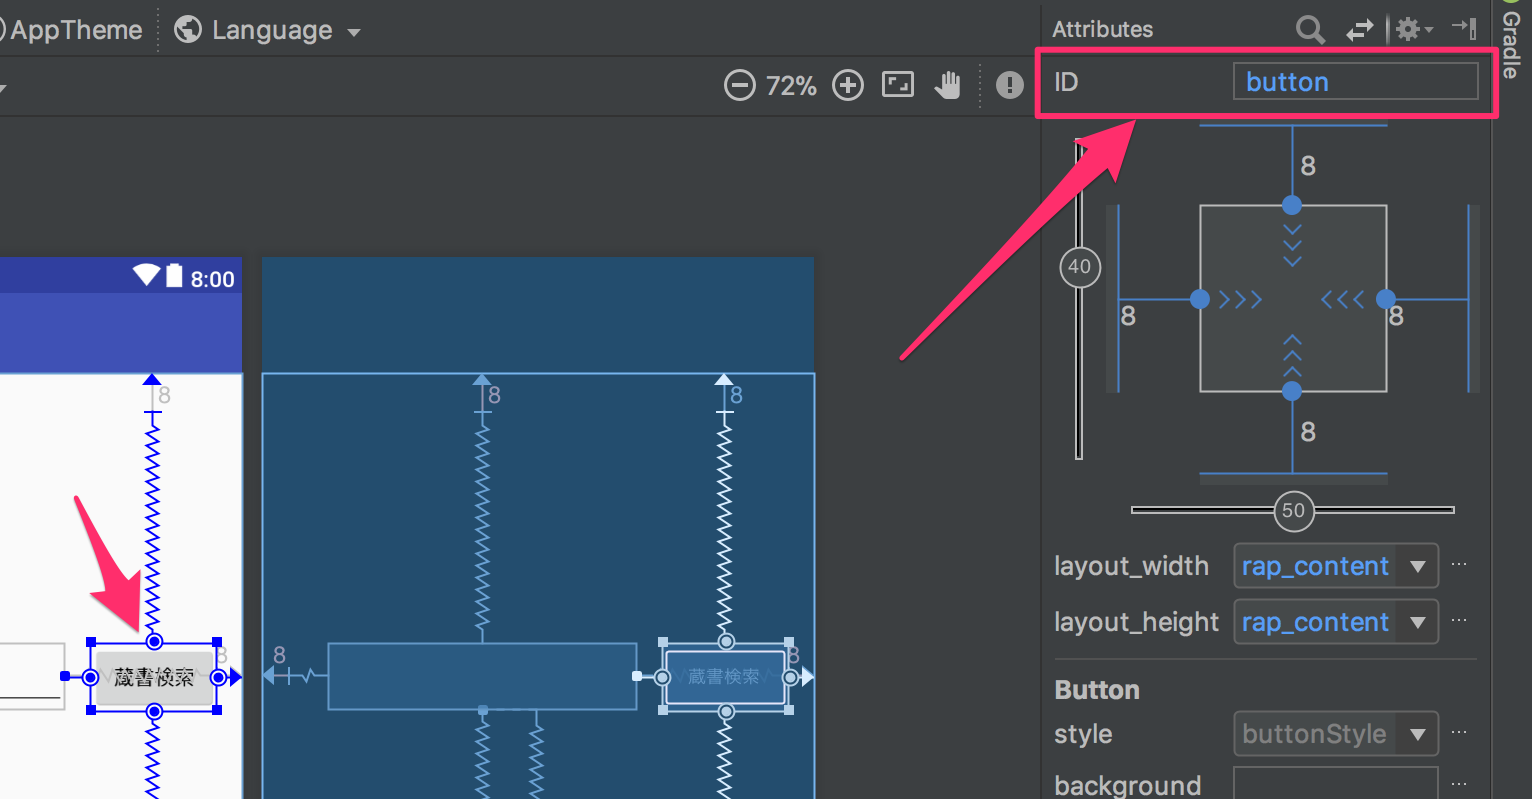 AppTheme Language
Attributes
Gradle
72%
ID button
8
40
8 8
8
50
8:00
8
8 8
8
蔵書検索
8
8
蔵書検索
layout_width rap_content
layout_height rap_content
Button
style buttonStyle
background